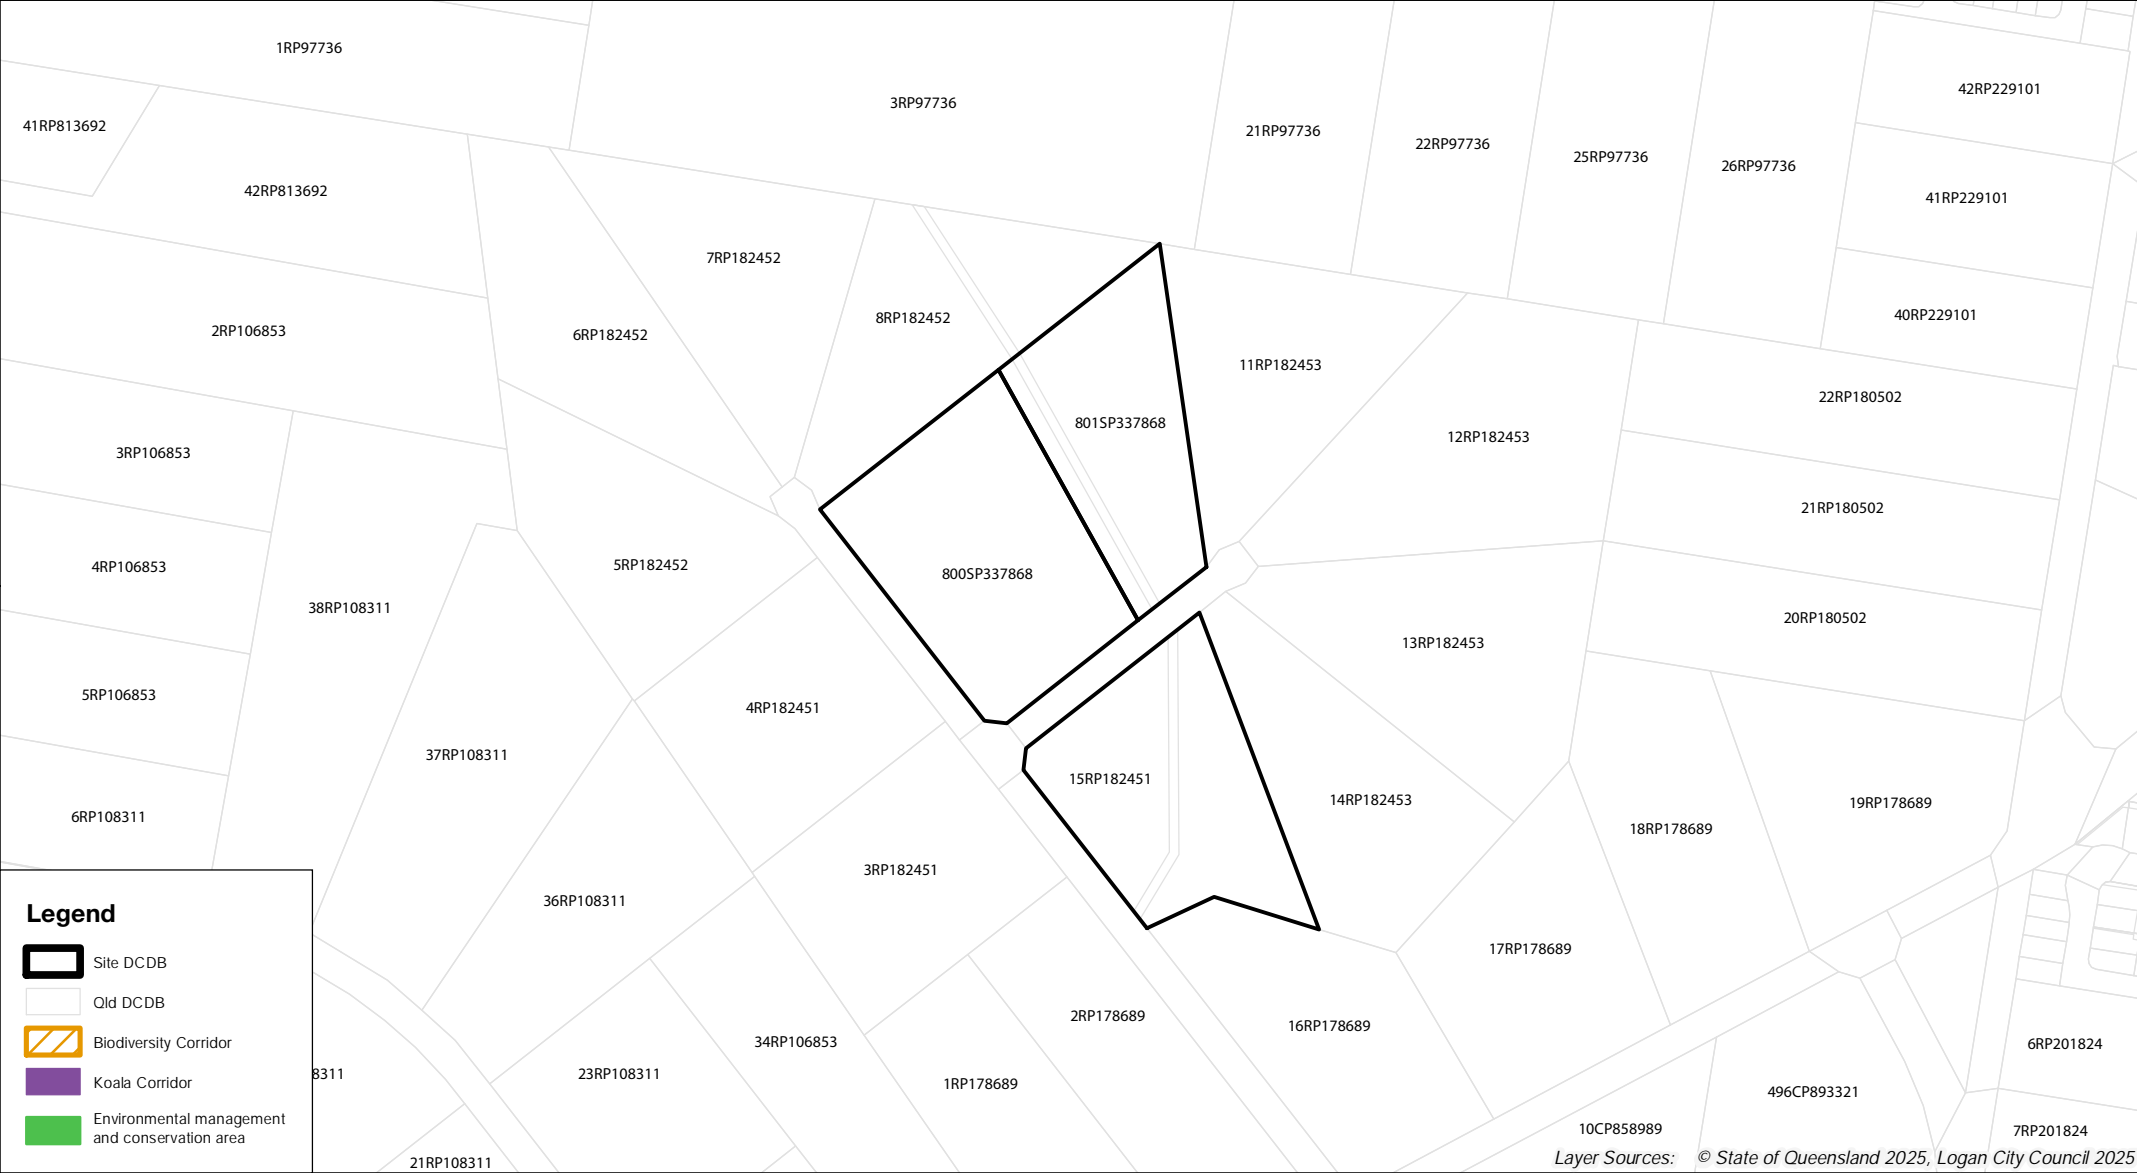 1RP97736
3RP97736
42RP229101
41RP813692
21RP97736
22RP97736
25RP97736
26RP97736
42RP813692
41RP229101
7RP182452
8RP182452
40RP229101
2RP106853
6RP182452
11RP182453
22RP180502
801SP337868
12RP182453
3RP106853
21RP180502
4RP106853
5RP182452
800SP337868
38RP108311
20RP180502
13RP182453
5RP106853
4RP182451
37RP108311
15RP182451
14RP182453
19RP178689
6RP108311
18RP178689
3RP182451
36RP108311
17RP178689
2RP178689
16RP178689
34RP106853
6RP201824
8311
23RP108311
1RP178689
496CP893321
10CP858989
7RP201824
21RP108311
Legend
Site DCDB
Qld DCDB
Biodiversity Corridor
Koala Corridor
Environmental management
and conservation area
Layer Sources: © State of Queensland 2025, Logan City Council 2025